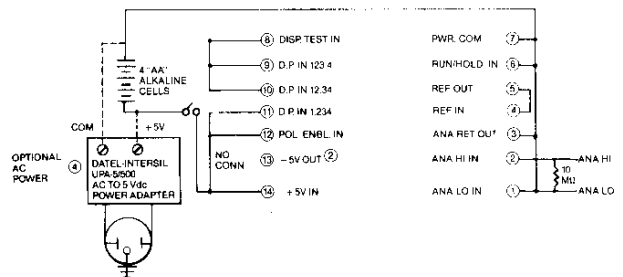 4 "AA"
ALKALINE
CELLS
COM
+5V
OPTIONAL
AC
POWER
4
DATEL-INTERSIL
UPA-5/500
AC TO 5 Vdc
POWER ADAPTER
8 DISP. TEST IN
9 D.P. IN 123.4
10 D.P. IN 12.34
11 D.P. IN 1.234
12 POL. ENBL. IN
NO
CONN
13 -5V OUT 2
14 +5V IN
PWR. COM 7
RUN/HOLD IN 6
REF OUT 5
REF IN 4
ANA RET OUT 3
ANA HI IN 2 ANA HI
10
MΩ
ANA LO IN 1 ANA LO